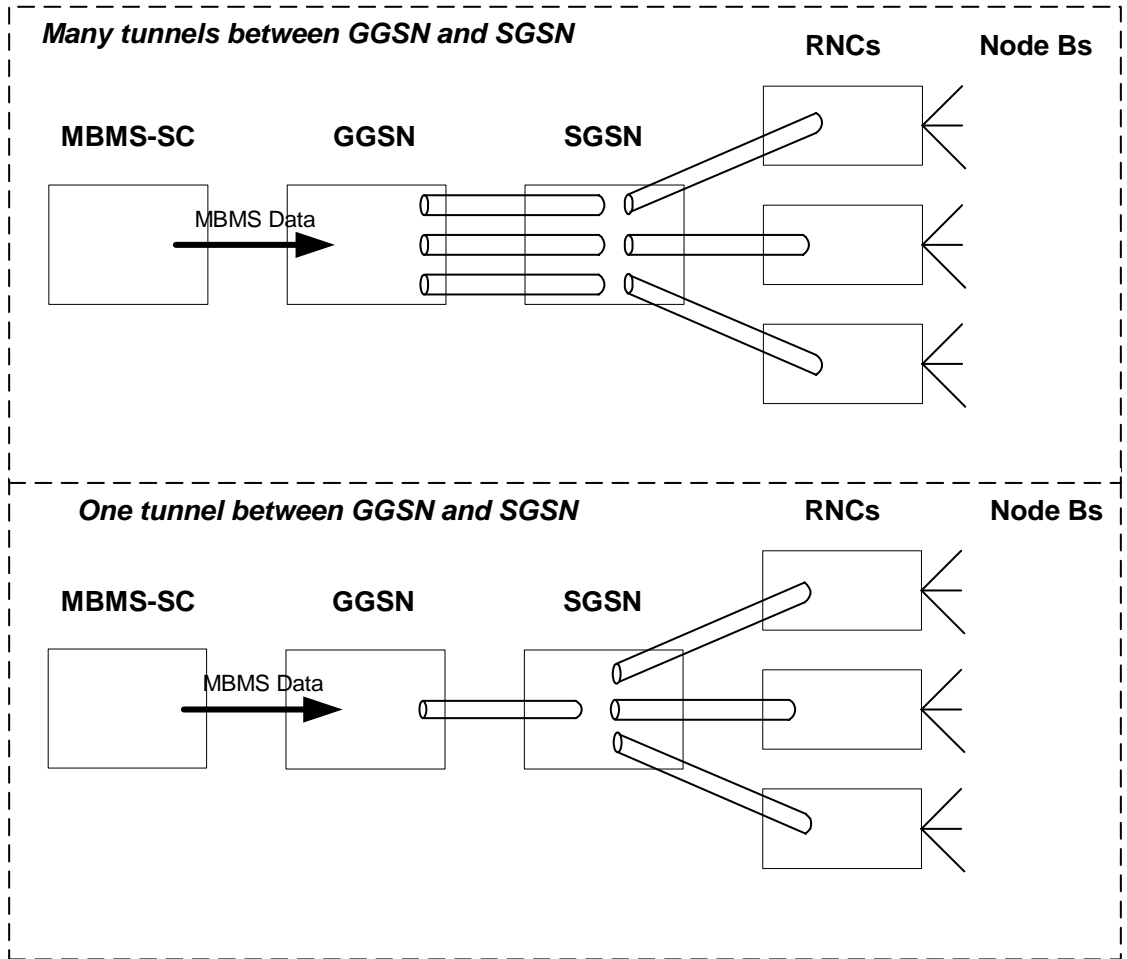 Many tunnels between GGSN and SGSN
RNCs
Node Bs
MBMS-SC
GGSN
SGSN
MBMS Data
One tunnel between GGSN and SGSN
RNCs
Node Bs
MBMS-SC
GGSN
SGSN
MBMS Data